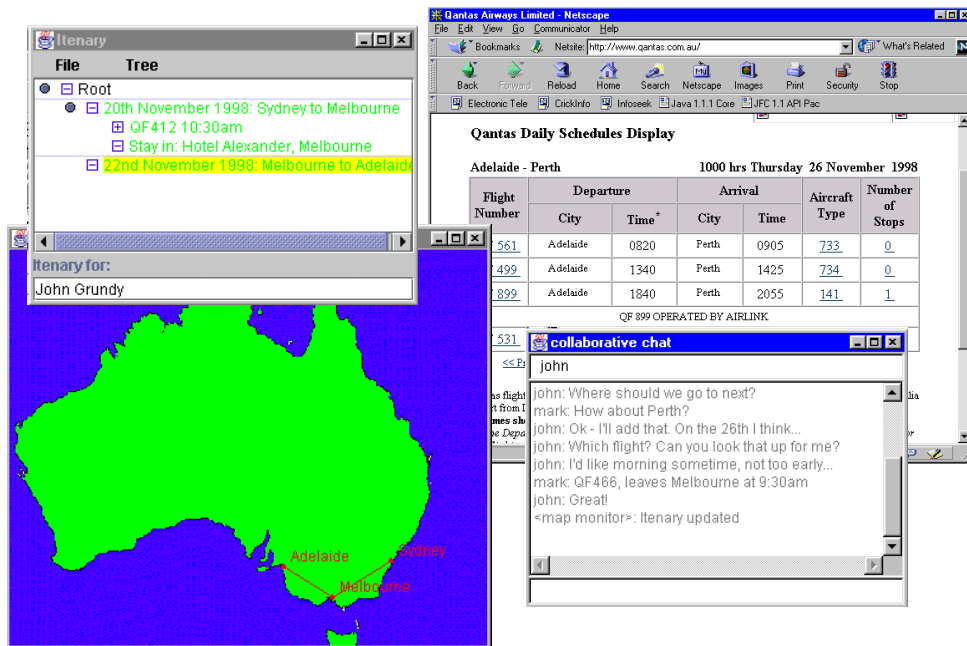 Itenary
File Tree
Root
20th November 1998: Sydney to Melbourne
QF412 10:30am
Stay in: Hotel Alexander, Melbourne
22nd November 1998: Melbourne to Adelaide
Itenary for:
John Grundy
Adelaide
Sydney
Melbourne
Qantas Airways Limited - Netscape
File Edit View Go Communicator Help
Bookmarks Netsite: http://www.qantas.com.au/ What's Related
Back Forward Reload Home Search Netscape Images Print Security Stop
Electronic Tele CrickInfo Infoseek Java 1.1.1 Core JFC 1.1 API Pac
Qantas Daily Schedules Display
Adelaide - Perth 1000 hrs Thursday 26 November 1998
Flight Number Departure Arrival Aircraft Type Number of Stops
City Time* City Time
561 Adelaide 0820 Perth 0905 733 0
499 Adelaide 1340 Perth 1425 734 0
899 Adelaide 1840 Perth 2055 141 1
QF 899 OPERATED BY AIRLINK
531
<< P
collaborative chat
john
john: Where should we go to next?
mark: How about Perth?
john: Ok - I'll add that. On the 26th I think...
john: Which flight? Can you look that up for me?
john: I'd like morning sometime, not too early...
mark: QF466, leaves Melbourne at 9:30am
john: Great!
<map monitor>: Itenary updated